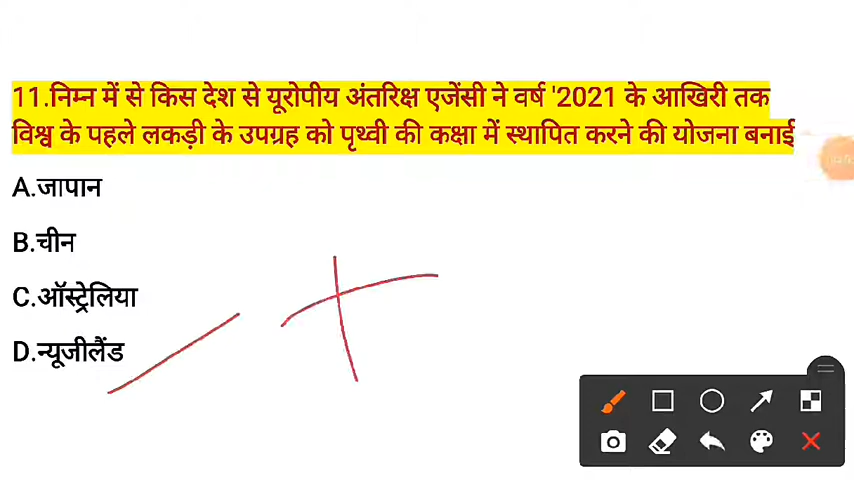 11.निम्न में से किस देश से यूरोपीय अंतरिक्ष एजेंसी ने वर्ष '2021 के आखिरी तक
विश्व के पहले लकड़ी के उपग्रह को पृथ्वी की कक्षा में स्थापित करने की योजना बनाई
A.जापान
B.चीन
C.ऑस्ट्रेलिया
D.न्यूजीलैंड